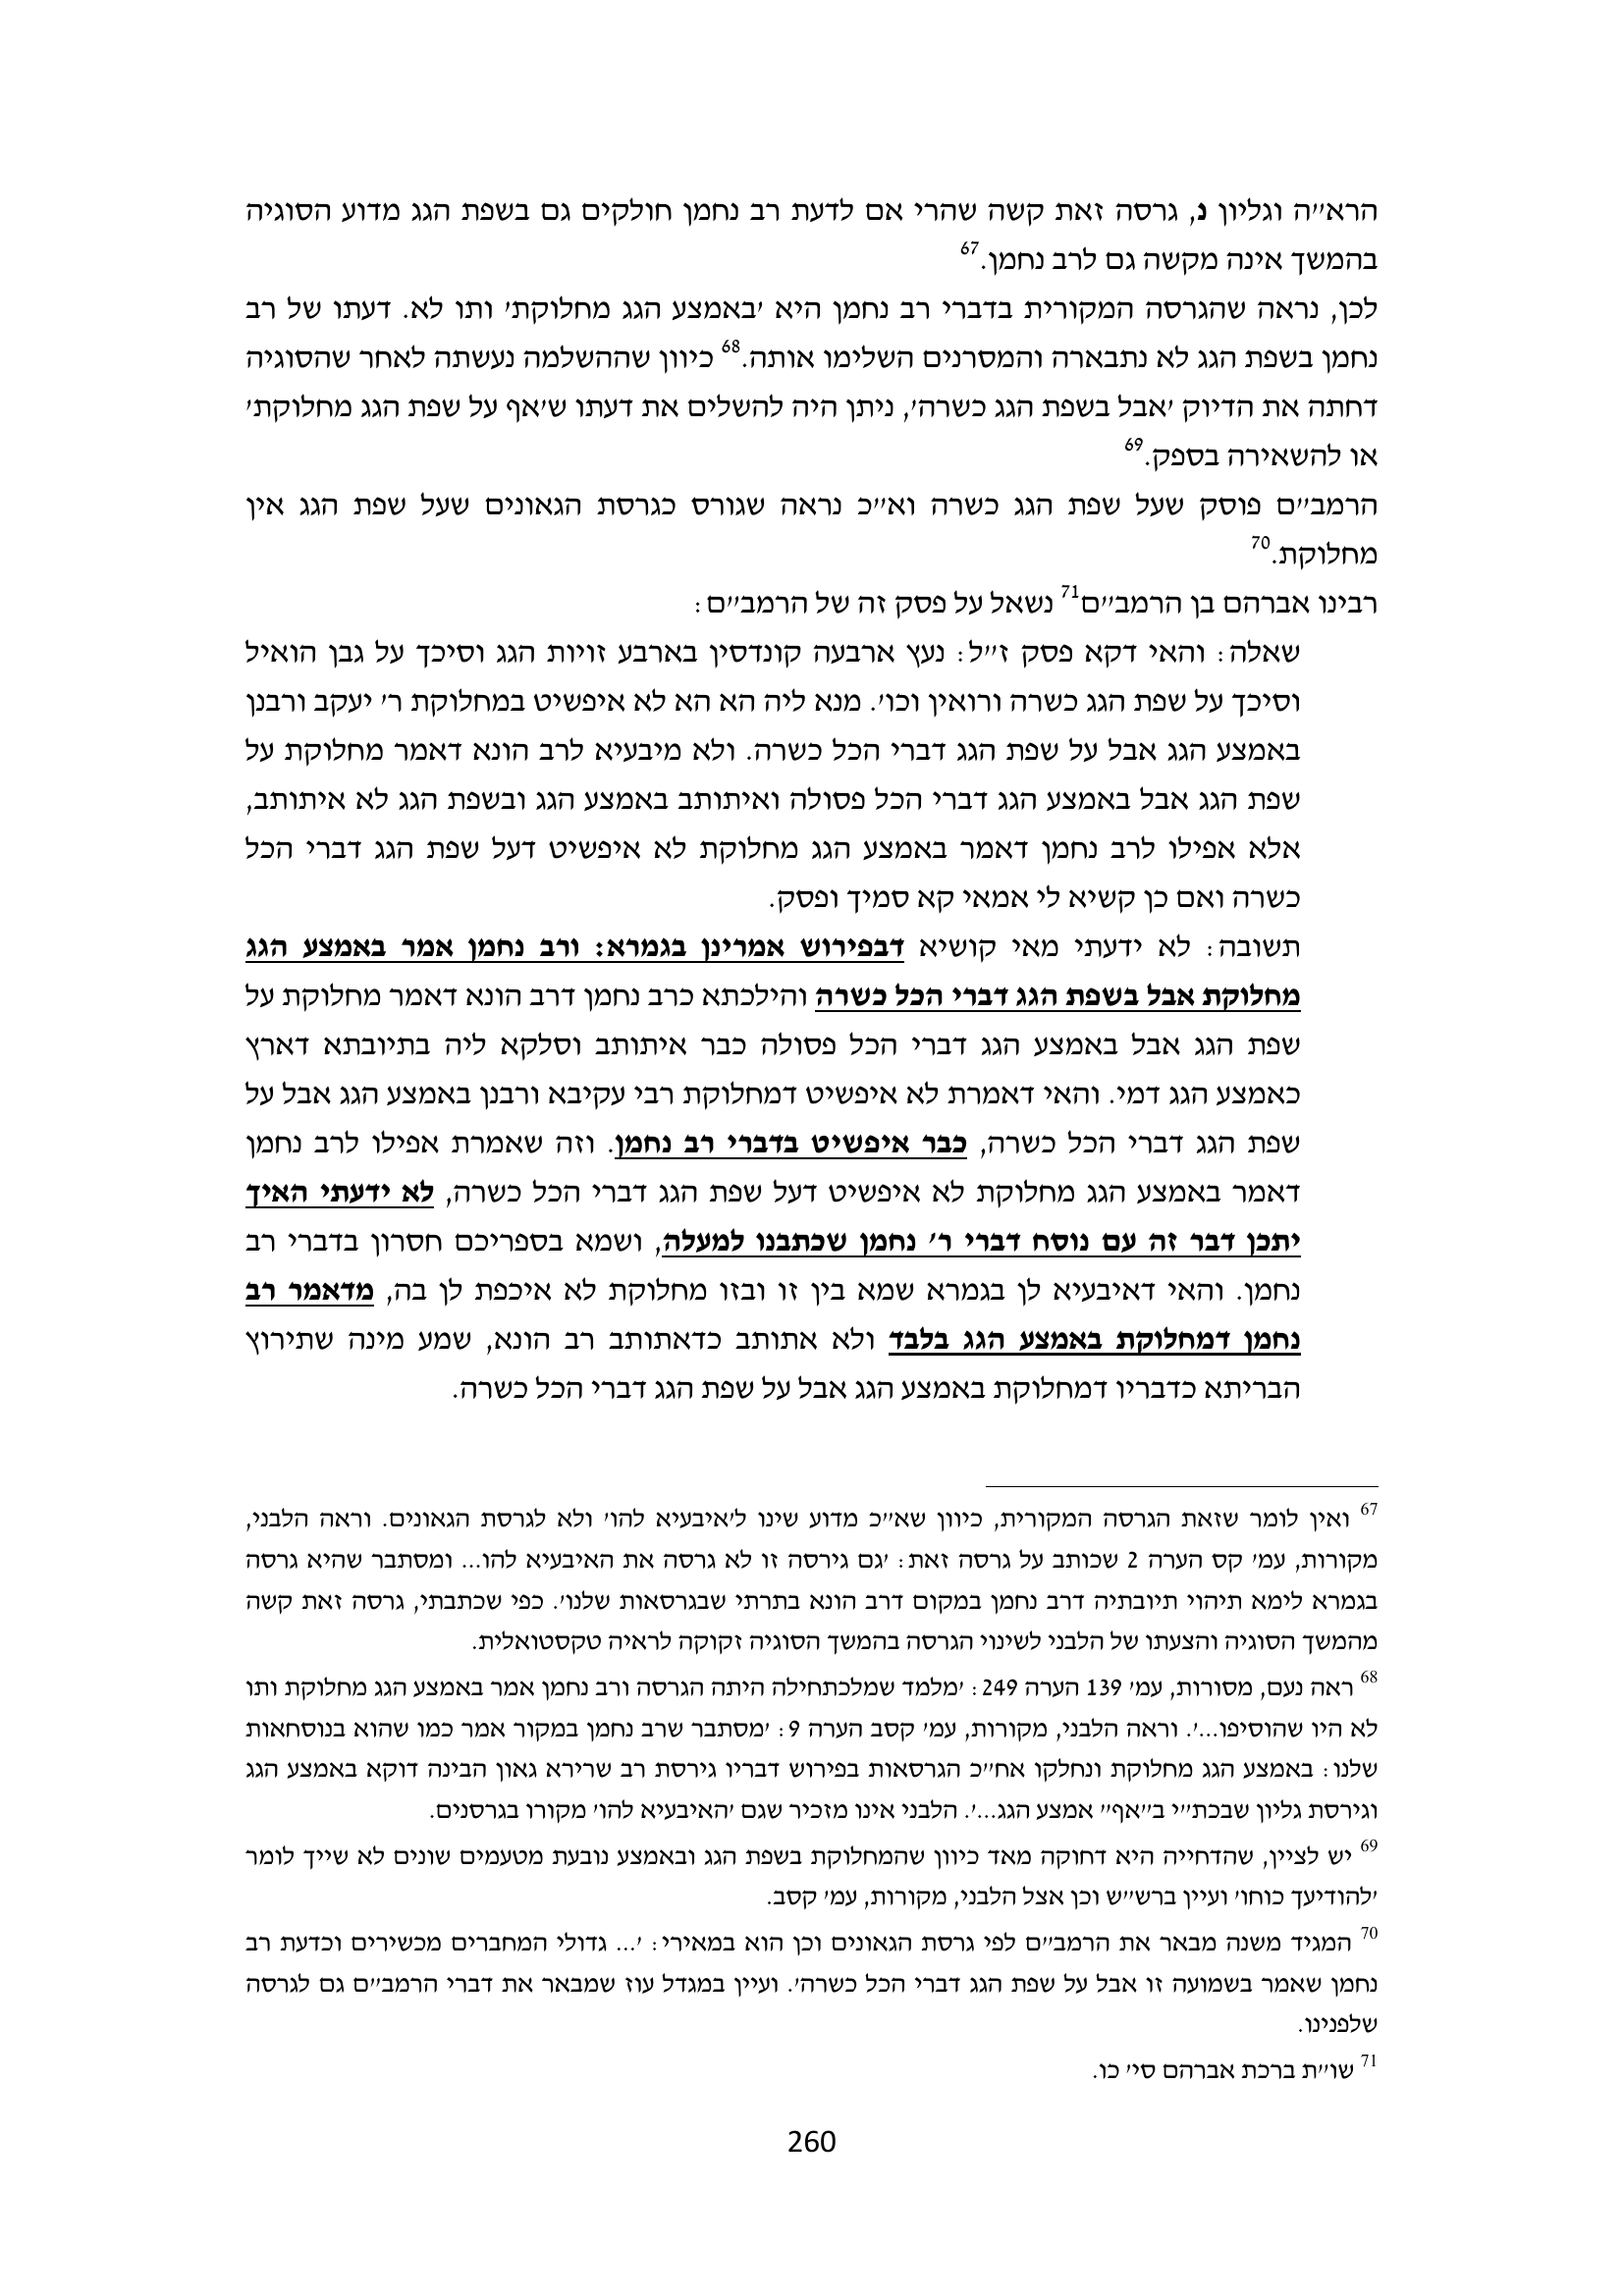 הרא״ה וגליון נ, גרסה זאת קשה שהרי אם לדעת רב נחמן חולקים גם בשפת הגג מדוע הסוגיה
בהמשך אינה מקשה גם לרב נחמן.67
לכן, נראה שהגרסה המקורית בדברי רב נחמן היא ׳באמצע הגג מחלוקת׳ ותו לא. דעתו של רב
נחמן בשפת הגג לא נתבארה והמסרנים השלימו אותה.68 כיוון שההשלמה נעשתה לאחר שהסוגיה
דחתה את הדיוק ׳אבל בשפת הגג כשרה׳, ניתן היה להשלים את דעתו ש׳אף על שפת הגג מחלוקת׳
או להשאירה בספק.69
הרמב״ם פוסק שעל שפת הגג כשרה וא״כ נראה שגורס כגרסת הגאונים שעל שפת הגג אין
מחלוקת.70
רבינו אברהם בן הרמב״ם71 נשאל על פסק זה של הרמב״ם:
שאלה: והאי דקא פסק ז״ל: נעץ ארבעה קונדסין בארבע זויות הגג וסיכך על גבן הואיל
וסיכך על שפת הגג כשרה ורואין וכו׳. מנא ליה הא הא לא איפשיט במחלוקת ר׳ יעקב ורבנן
באמצע הגג אבל על שפת הגג דברי הכל כשרה. ולא מיבעיא לרב הונא דאמר מחלוקת על
שפת הגג אבל באמצע הגג דברי הכל פסולה ואיתותב באמצע הגג ובשפת הגג לא איתותב,
אלא אפילו לרב נחמן דאמר באמצע הגג מחלוקת לא איפשיט דעל שפת הגג דברי הכל
כשרה ואם כן קשיא לי אמאי קא סמיך ופסק.
תשובה: לא ידעתי מאי קושיא דבפירוש אמרינן בגמרא: ורב נחמן אמר באמצע הגג
מחלוקת אבל בשפת הגג דברי הכל כשרה והילכתא כרב נחמן דרב הונא דאמר מחלוקת על
שפת הגג אבל באמצע הגג דברי הכל פסולה כבר איתותב וסלקא ליה בתיובתא דארץ
כאמצע הגג דמי. והאי דאמרת לא איפשיט דמחלוקת רבי עקיבא ורבנן באמצע הגג אבל על
שפת הגג דברי הכל כשרה, כבר איפשיט בדברי רב נחמן. וזה שאמרת אפילו לרב נחמן
דאמר באמצע הגג מחלוקת לא איפשיט דעל שפת הגג דברי הכל כשרה, לא ידעתי האיך
יתכן דבר זה עם נוסח דברי ר׳ נחמן שכתבנו למעלה, ושמא בספריכם חסרון בדברי רב
נחמן. והאי דאיבעיא לן בגמרא שמא בין זו ובזו מחלוקת לא איכפת לן בה, מדאמר רב
נחמן דמחלוקת באמצע הגג בלבד ולא אתותב כדאתותב רב הונא, שמע מינה שתירוץ
הבריתא כדבריו דמחלוקת באמצע הגג אבל על שפת הגג דברי הכל כשרה.
67 ואין לומר שזאת הגרסה המקורית, כיוון שא״כ מדוע שינו ל׳איבעיא להו׳ ולא לגרסת הגאונים. וראה הלבני,
מקורות, עמ׳ קס הערה 2 שכותב על גרסה זאת: ׳גם גירסה זו לא גרסה את האיבעיא להו... ומסתבר שהיא גרסה
בגמרא לימא תיהוי תיובתיה דרב נחמן במקום דרב הונא בתרתי שבגרסאות שלנו׳. כפי שכתבתי, גרסה זאת קשה
מהמשך הסוגיה והצעתו של הלבני לשינוי הגרסה בהמשך הסוגיה זקוקה לראיה טקסטואלית.
68 ראה נעם, מסורות, עמ׳ 139 הערה 249: ׳מלמד שמלכתחילה היתה הגרסה ורב נחמן אמר באמצע הגג מחלוקת ותו
לא היו שהוסיפו...׳. וראה הלבני, מקורות, עמ׳ קסב הערה 9: ׳מסתבר שרב נחמן במקור אמר כמו שהוא בנוסחאות
שלנו: באמצע הגג מחלוקת ונחלקו אח״כ הגרסאות בפירוש דבריו גירסת רב שרירא גאון הבינה דוקא באמצע הגג
וגירסת גליון שבכת״י ב״אף״ אמצע הגג...׳. הלבני אינו מזכיר שגם ׳האיבעיא להו׳ מקורו בגרסנים.
69 יש לציין, שהדחייה היא דחוקה מאד כיוון שהמחלוקת בשפת הגג ובאמצע נובעת מטעמים שונים לא שייך לומר
׳להודיעך כוחו׳ ועיין ברש״ש וכן אצל הלבני, מקורות, עמ׳ קסב.
70 המגיד משנה מבאר את הרמב״ם לפי גרסת הגאונים וכן הוא במאירי: ׳... גדולי המחברים מכשירים וכדעת רב
נחמן שאמר בשמועה זו אבל על שפת הגג דברי הכל כשרה׳. ועיין במגדל עוז שמבאר את דברי הרמב״ם גם לגרסה
שלפנינו.
71 שו״ת ברכת אברהם סי׳ כו.
260